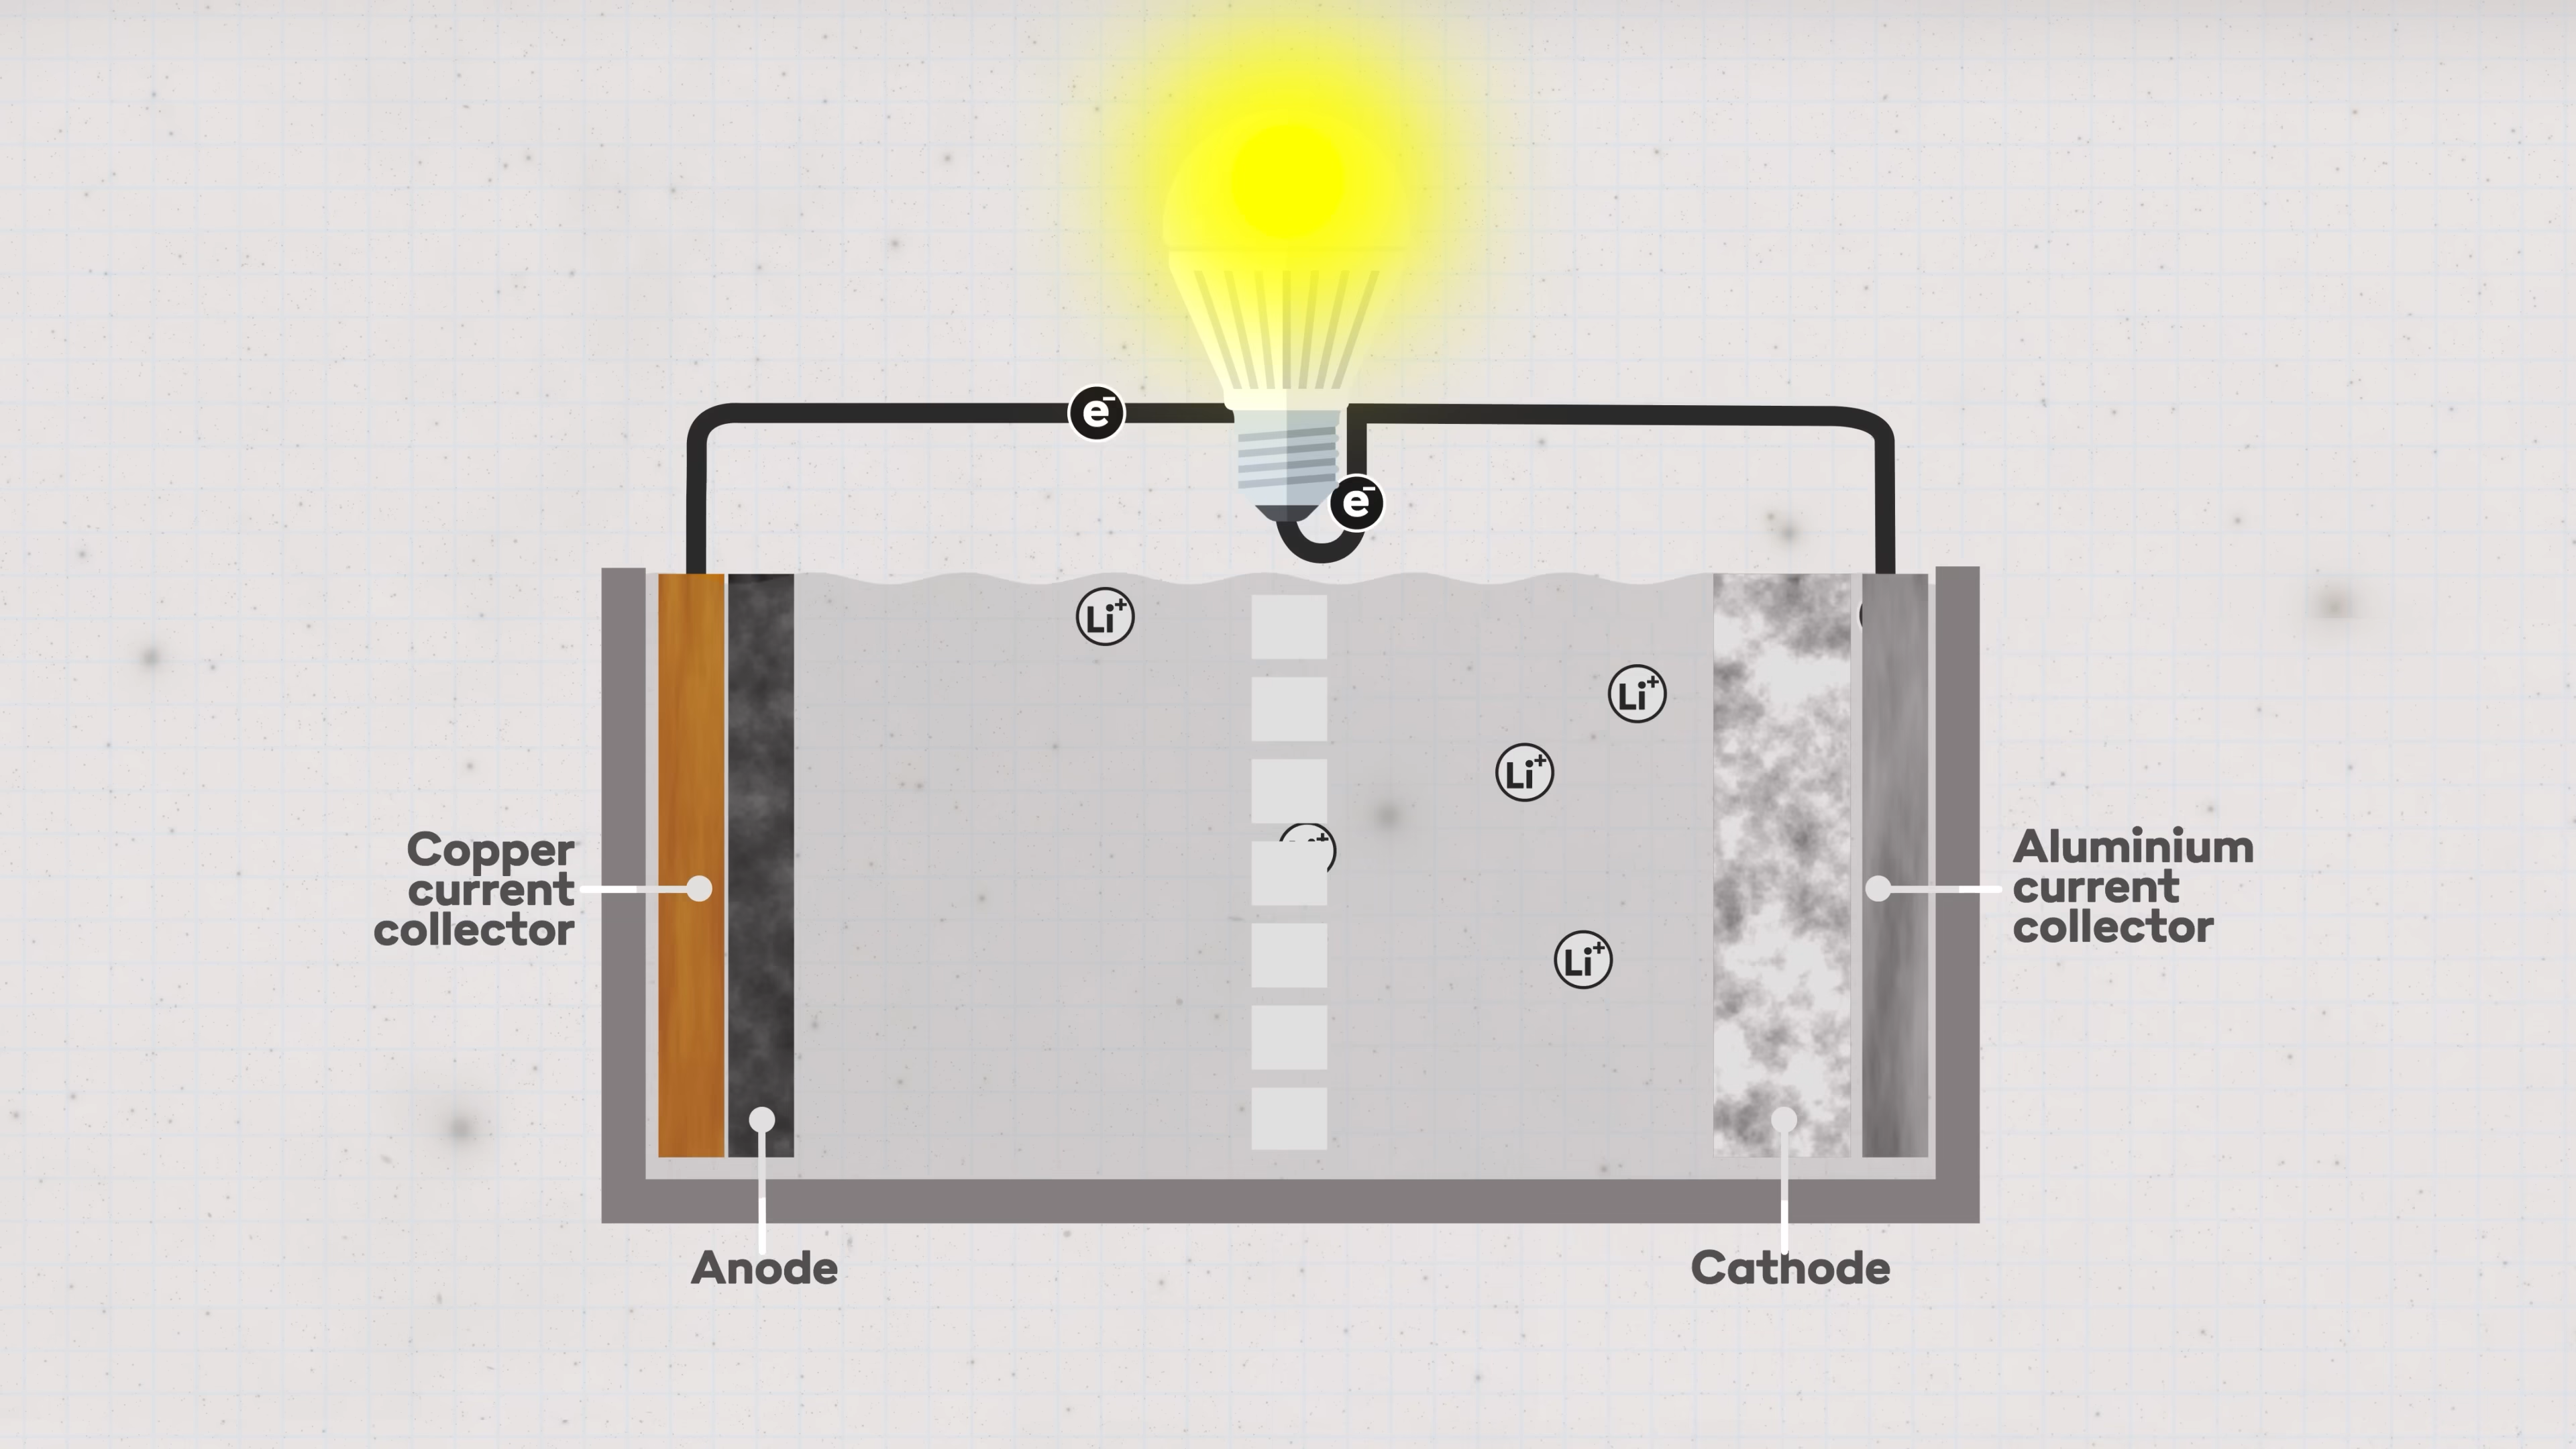 e⁻
e⁻
Li⁺
Li⁺
Li⁺
Li⁺
Copper
current
collector
Aluminium
current
collector
Anode
Cathode